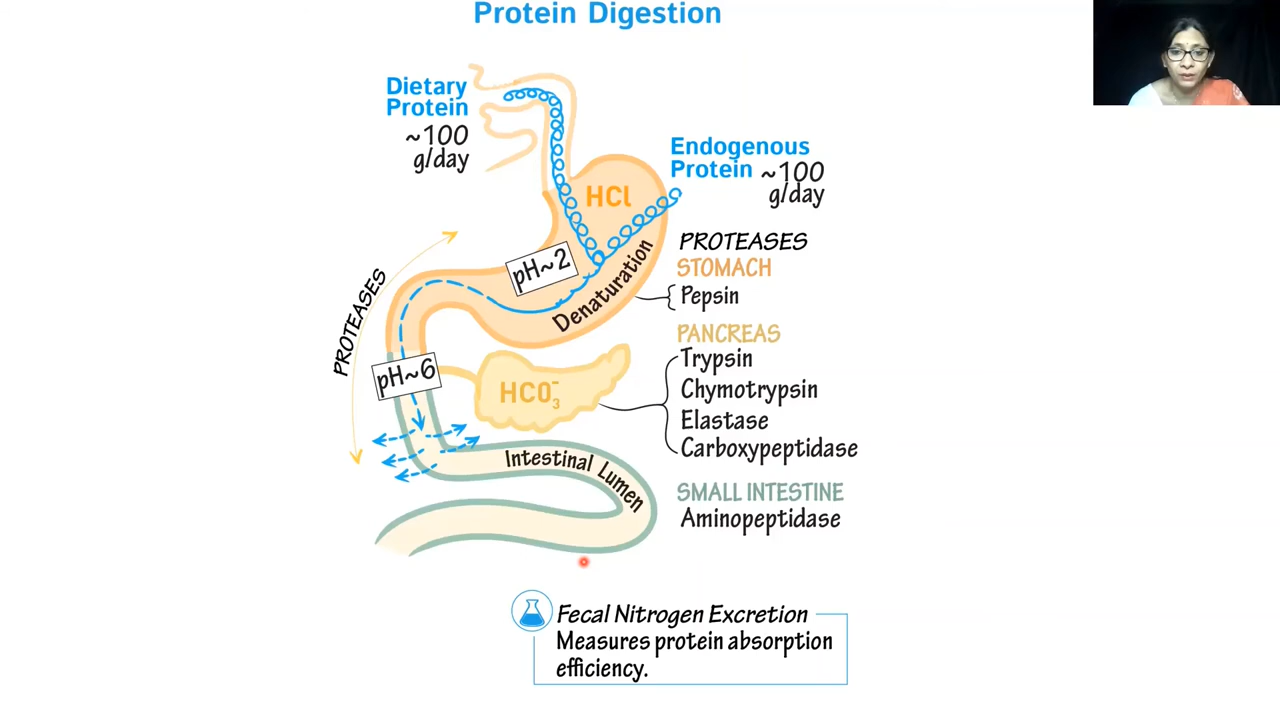 Protein Digestion
Dietary
Protein
~100
g/day
Endogenous
Protein ~100
g/day
HCl
pH~2
Denaturation
PROTEASES
pH~6
HCO₃⁻
Intestinal Lumen
PROTEASES
STOMACH
Pepsin
PANCREAS
Trypsin
Chymotrypsin
Elastase
Carboxypeptidase
SMALL INTESTINE
Aminopeptidase
Fecal Nitrogen Excretion
Measures protein absorption
efficiency.